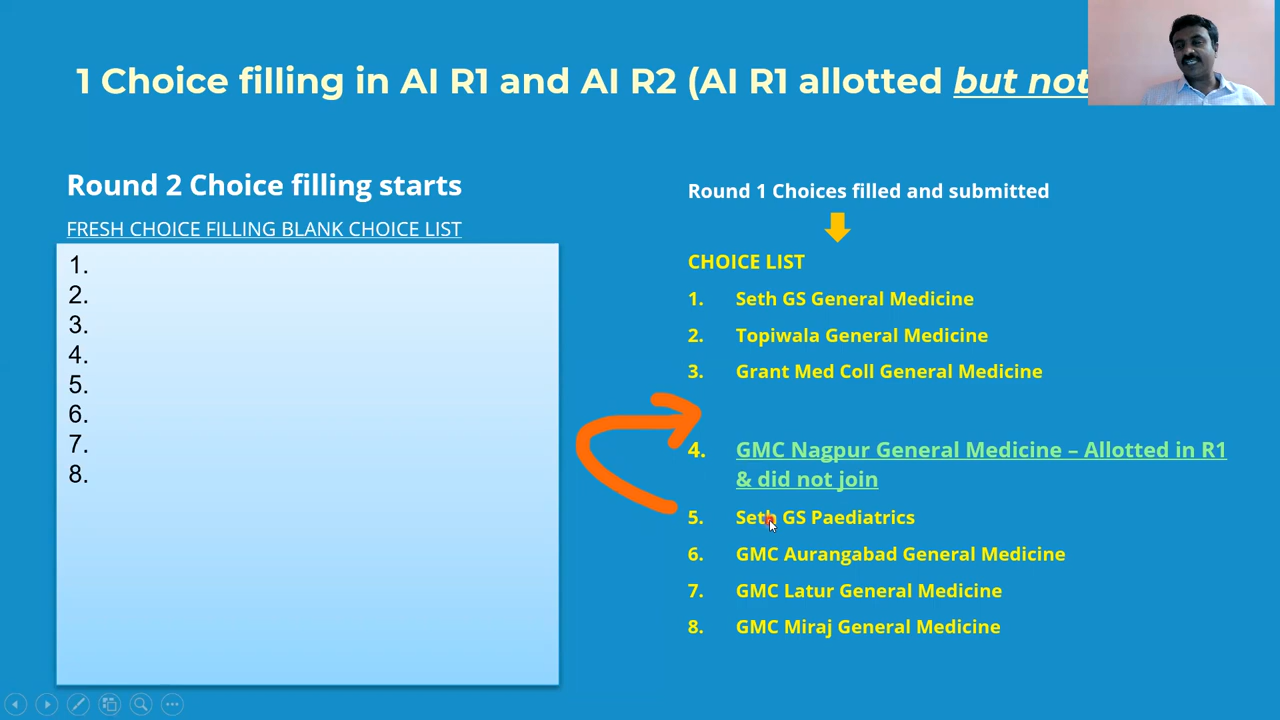 1 Choice filling in AI R1 and AI R2 (AI R1 allotted but not
Round 2 Choice filling starts
FRESH CHOICE FILLING BLANK CHOICE LIST
1.
2.
3.
4.
5.
6.
7.
8.
Round 1 Choices filled and submitted
CHOICE LIST
1. Seth GS General Medicine
2. Topiwala General Medicine
3. Grant Med Coll General Medicine
4. GMC Nagpur General Medicine – Allotted in R1
& did not join
5. Seth GS Paediatrics
6. GMC Aurangabad General Medicine
7. GMC Latur General Medicine
8. GMC Miraj General Medicine